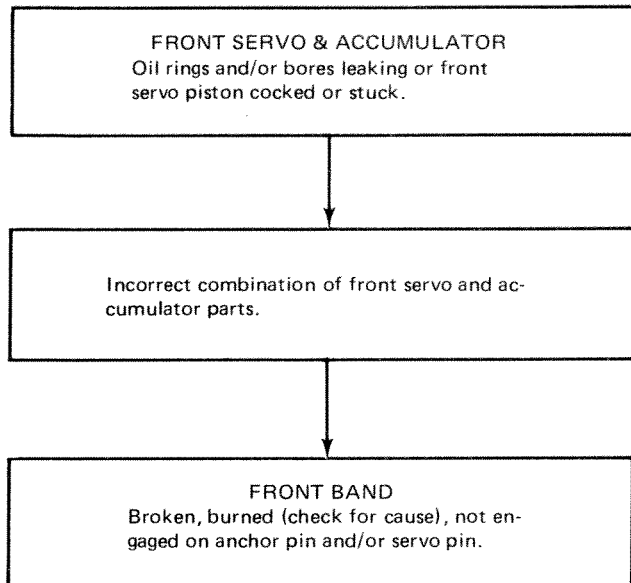 FRONT SERVO & ACCUMULATOR
Oil rings and/or bores leaking or front
servo piston cocked or stuck.
Incorrect combination of front servo and ac-
cumulator parts.
FRONT BAND
Broken, burned (check for cause), not en-
gaged on anchor pin and/or servo pin.